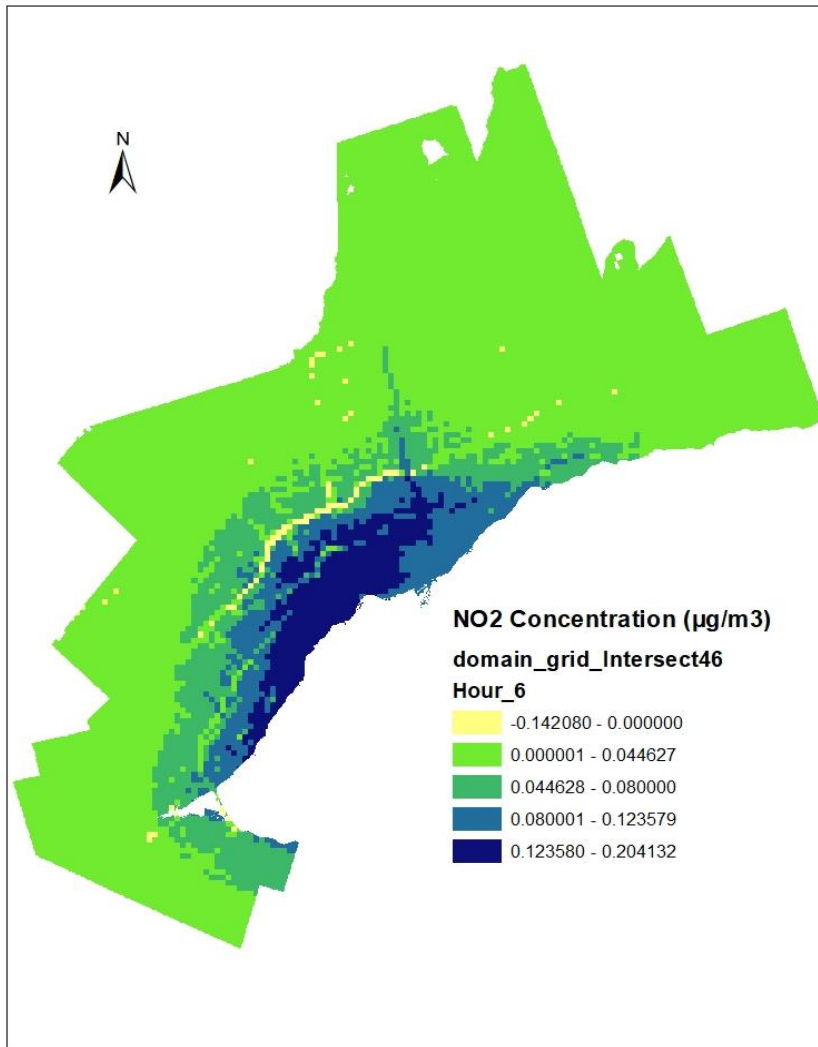 N
NO2 Concentration (µg/m3)
domain_grid_Intersect46
Hour_6
-0.142080 - 0.000000
0.000001 - 0.044627
0.044628 - 0.080000
0.080001 - 0.123579
0.123580 - 0.204132